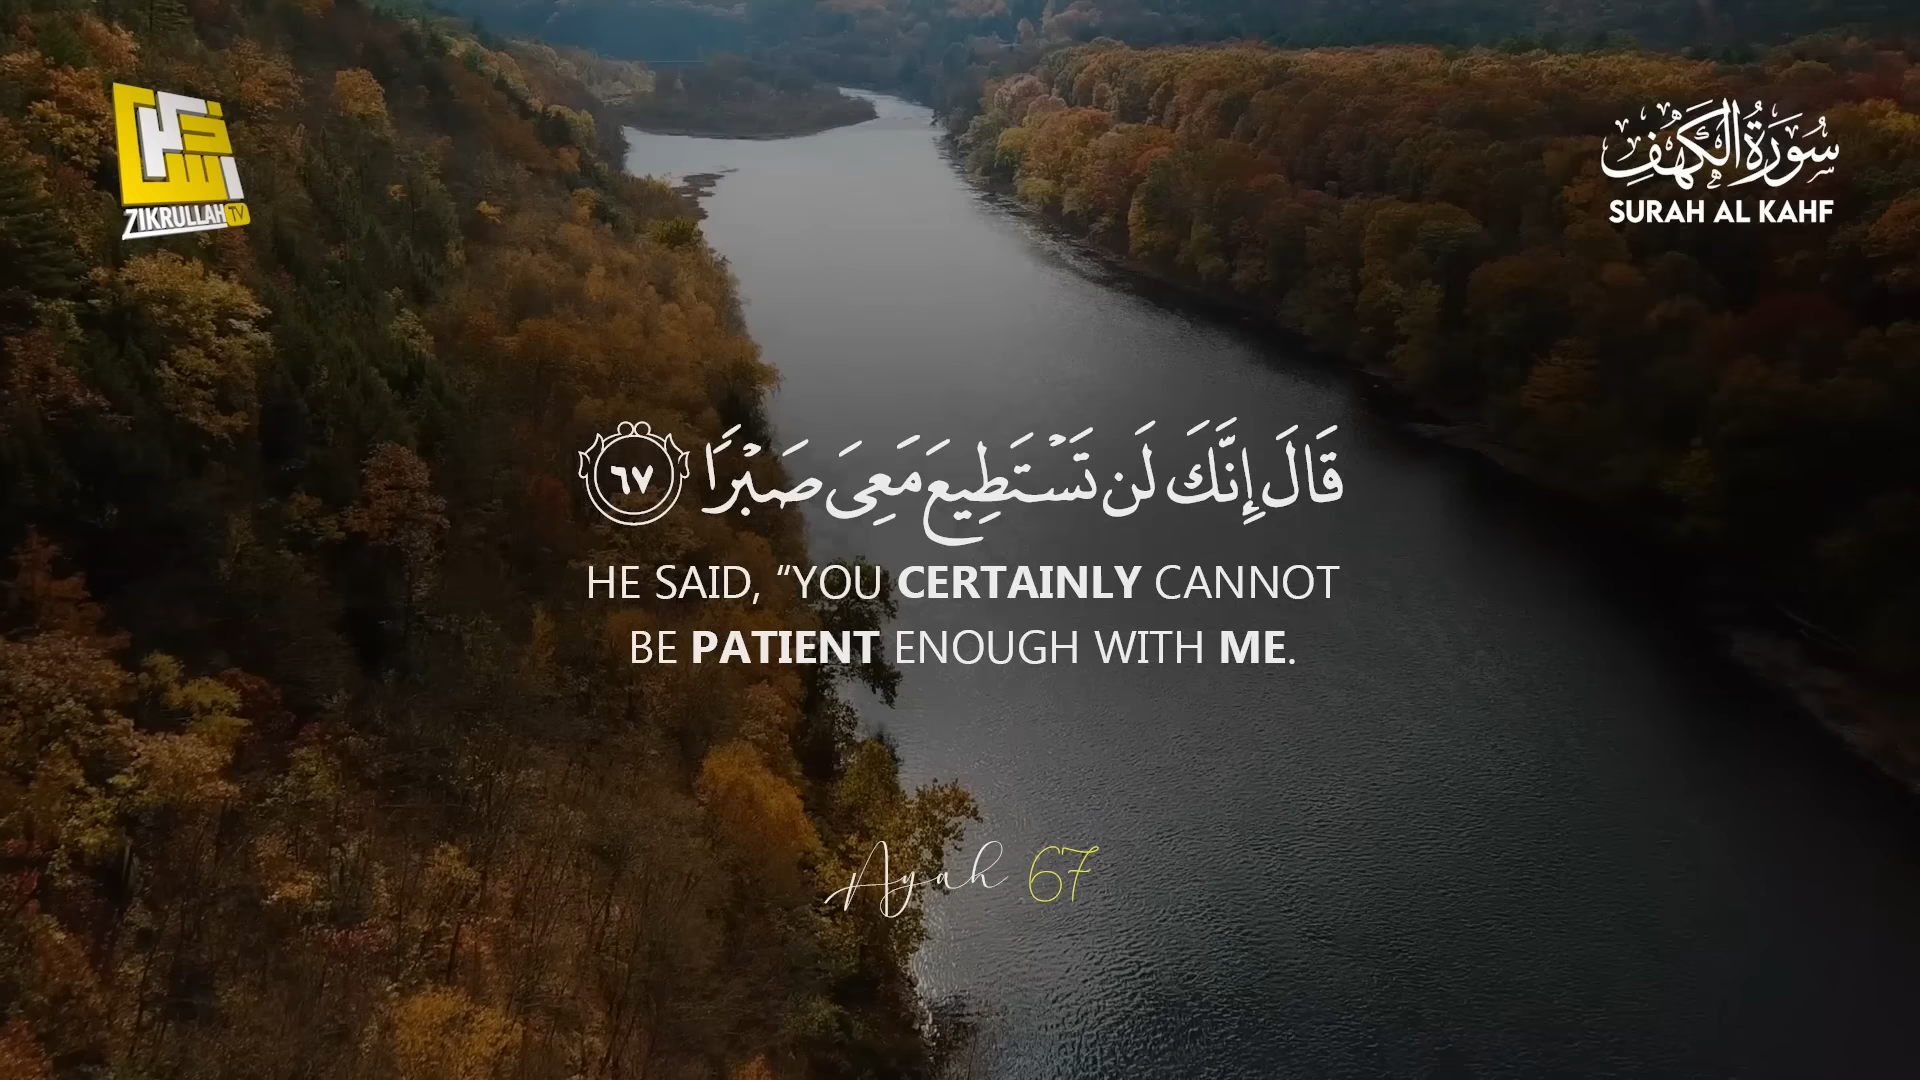 ZIKRULLAH TV
سُورَةُ الكَهْفِ
SURAH AL KAHF
قَالَ إِنَّكَ لَن تَسْتَطِيعَ مَعِىَ صَبْرًا ٦٧
HE SAID, “YOU CERTAINLY CANNOT
BE PATIENT ENOUGH WITH ME.
Ayah 67